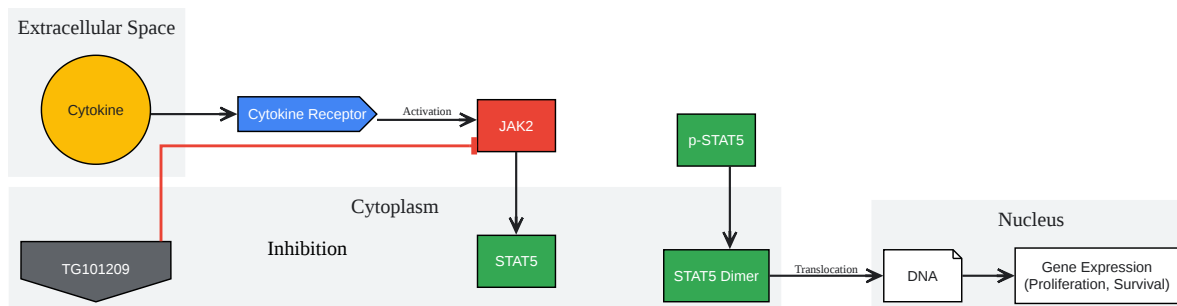 Extracellular Space
Cytokine
Cytokine Receptor
Activation
JAK2
p-STAT5
Cytoplasm
Inhibition
TG101209
STAT5
STAT5 Dimer
Translocation
Nucleus
DNA
Gene Expression
(Proliferation, Survival)